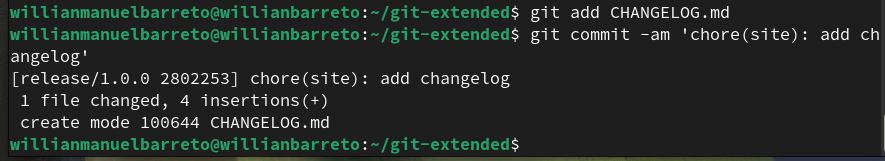 willianmanuelbarreto@willianbarreto:~/git-extended$ git add CHANGELOG.md
willianmanuelbarreto@willianbarreto:~/git-extended$ git commit -am 'chore(site): add ch
angelog'
[release/1.0.0 2802253] chore(site): add changelog
 1 file changed, 4 insertions(+)
 create mode 100644 CHANGELOG.md
willianmanuelbarreto@willianbarreto:~/git-extended$